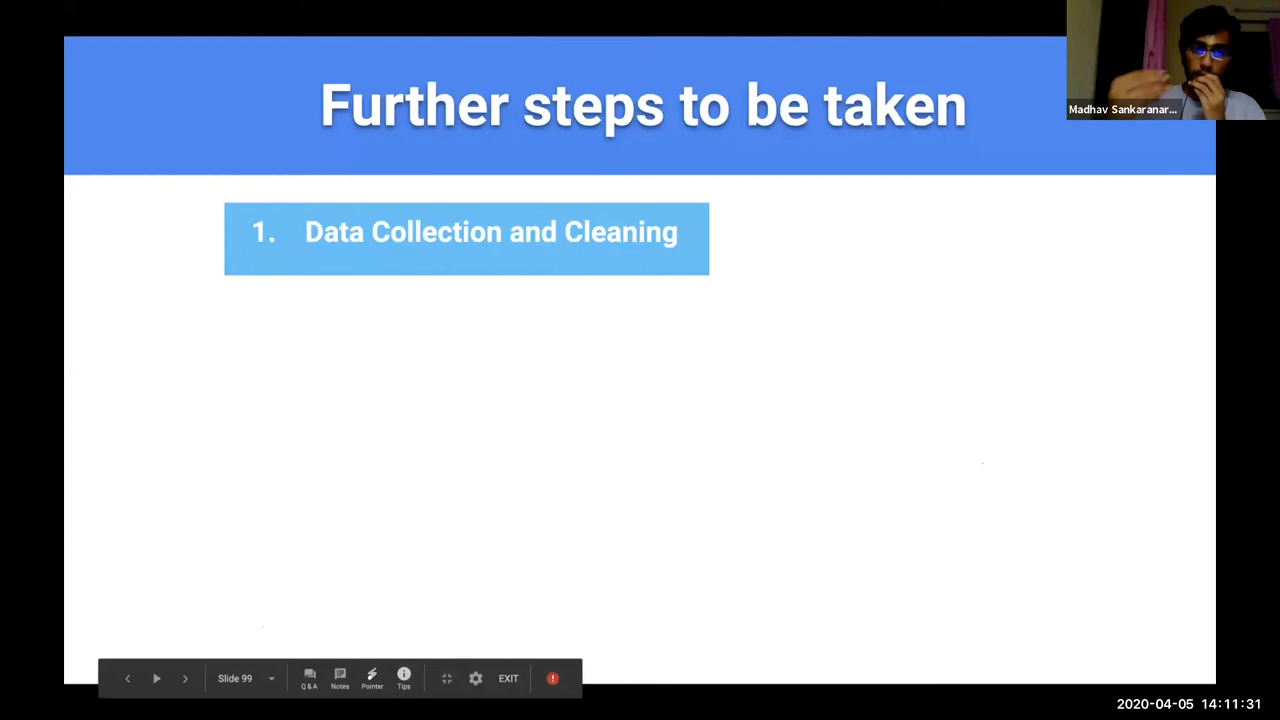 Further steps to be taken
Madhav Sankaranar...
1. Data Collection and Cleaning
Slide 99
Q & A
Notes
Pointer
Tips
EXIT
2020-04-05 14:11:31